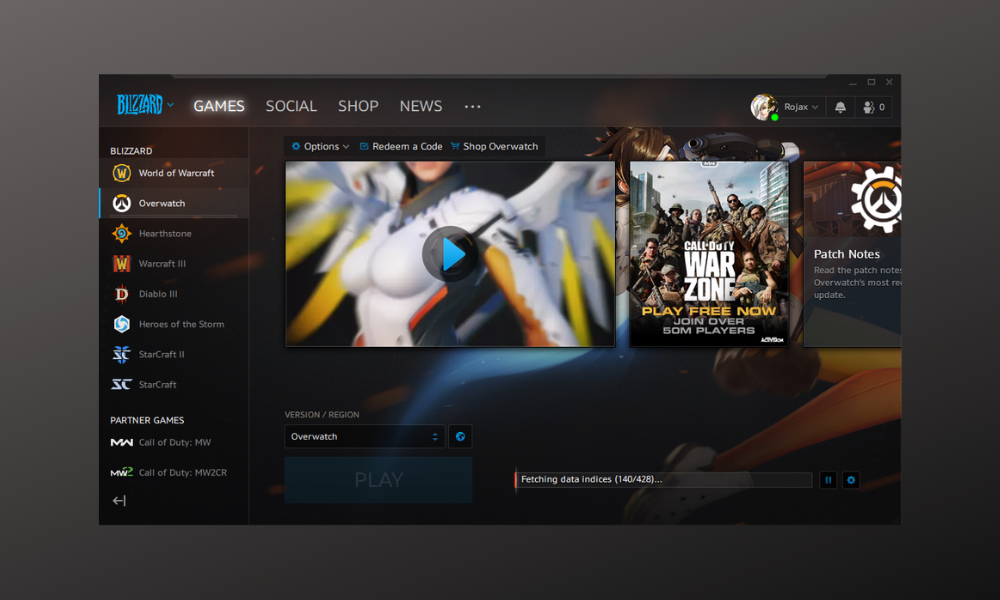 BLIZZARD
GAMES
SOCIAL
SHOP
NEWS
Rojax
0
BLIZZARD
World of Warcraft
Overwatch
Hearthstone
Warcraft III
Diablo III
Heroes of the Storm
StarCraft II
StarCraft
PARTNER GAMES
MW Call of Duty: MW
MW2 Call of Duty: MW2CR
Options
Redeem a Code
Shop Overwatch
CALL OF DUTY
WAR
ZONE
PLAY FREE NOW
JOIN OVER
50M PLAYERS
ACTIVISION
Patch Notes
Read the patch notes
Overwatch's most re
update.
VERSION / REGION
Overwatch
PLAY
Fetching data indices (140/428)...